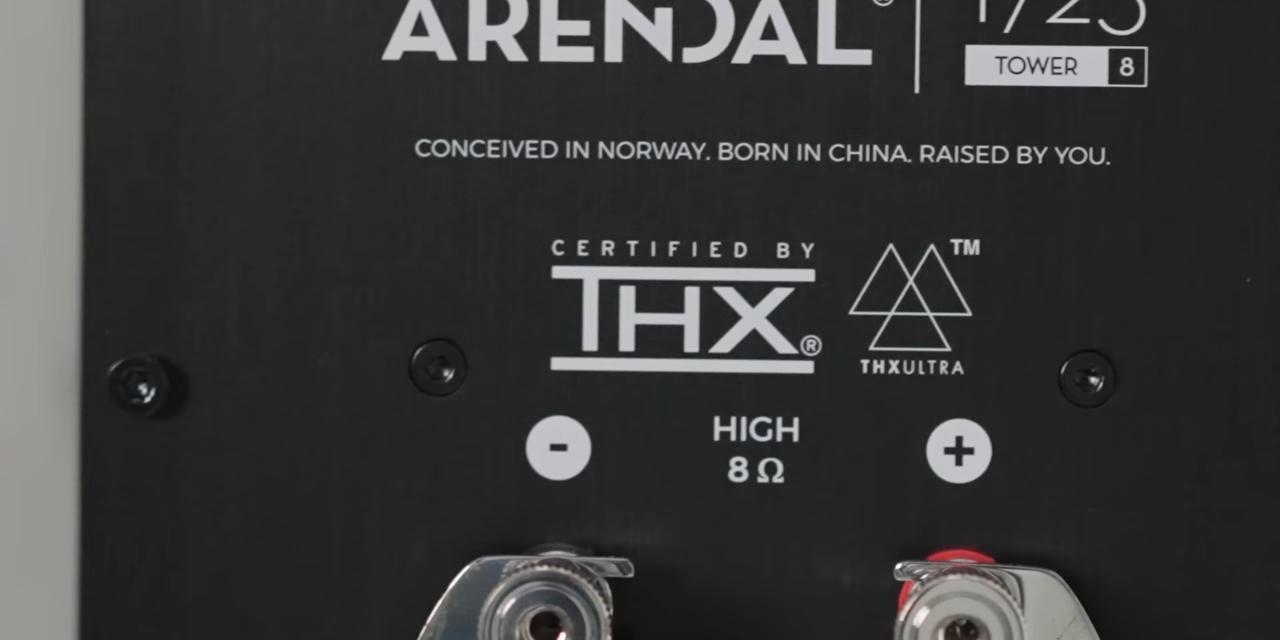 ARENDAL®
TOWER 8
CONCEIVED IN NORWAY. BORN IN CHINA. RAISED BY YOU.
CERTIFIED BY
THX®
TM
THXULTRA
- HIGH +
8 Ω